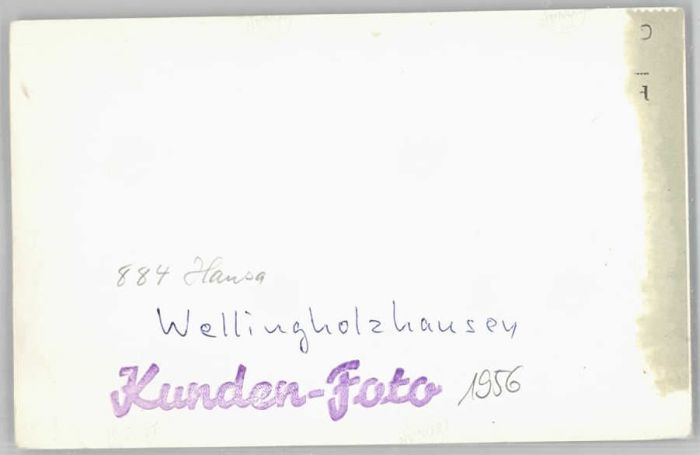 884 Hansa
Wellingholzhausen
Kunden-Foto 1956